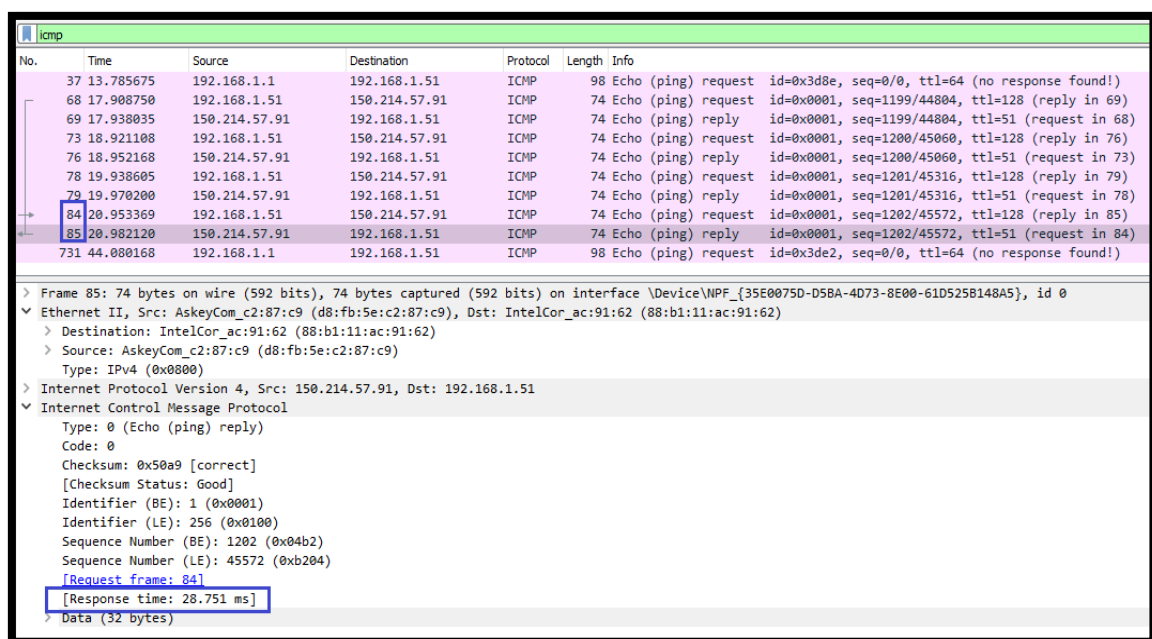 icmp
No. Time Source Destination Protocol Length Info
37 13.785675 192.168.1.1 192.168.1.51 ICMP 98 Echo (ping) request id=0x3d8e, seq=0/0, ttl=64 (no response found!)
68 17.908750 192.168.1.51 150.214.57.91 ICMP 74 Echo (ping) request id=0x0001, seq=1199/44804, ttl=128 (reply in 69)
69 17.938035 150.214.57.91 192.168.1.51 ICMP 74 Echo (ping) reply id=0x0001, seq=1199/44804, ttl=51 (request in 68)
73 18.921108 192.168.1.51 150.214.57.91 ICMP 74 Echo (ping) request id=0x0001, seq=1200/45060, ttl=128 (reply in 76)
76 18.952168 150.214.57.91 192.168.1.51 ICMP 74 Echo (ping) reply id=0x0001, seq=1200/45060, ttl=51 (request in 73)
78 19.938605 192.168.1.51 150.214.57.91 ICMP 74 Echo (ping) request id=0x0001, seq=1201/45316, ttl=128 (reply in 79)
79 19.970200 150.214.57.91 192.168.1.51 ICMP 74 Echo (ping) reply id=0x0001, seq=1201/45316, ttl=51 (request in 78)
84 20.953369 192.168.1.51 150.214.57.91 ICMP 74 Echo (ping) request id=0x0001, seq=1202/45572, ttl=128 (reply in 85)
85 20.982120 150.214.57.91 192.168.1.51 ICMP 74 Echo (ping) reply id=0x0001, seq=1202/45572, ttl=51 (request in 84)
731 44.080168 192.168.1.1 192.168.1.51 ICMP 98 Echo (ping) request id=0x3de2, seq=0/0, ttl=64 (no response found!)
Frame 85: 74 bytes on wire (592 bits), 74 bytes captured (592 bits) on interface \Device\NPF_{35E0075D-D5BA-4D73-8E00-61D525B148A5}, id 0
Ethernet II, Src: AskeyCom_c2:87:c9 (d8:fb:5e:c2:87:c9), Dst: IntelCor_ac:91:62 (88:b1:11:ac:91:62)
Destination: IntelCor_ac:91:62 (88:b1:11:ac:91:62)
Source: AskeyCom_c2:87:c9 (d8:fb:5e:c2:87:c9)
Type: IPv4 (0x0800)
Internet Protocol Version 4, Src: 150.214.57.91, Dst: 192.168.1.51
Internet Control Message Protocol
Type: 0 (Echo (ping) reply)
Code: 0
Checksum: 0x50a9 [correct]
[Checksum Status: Good]
Identifier (BE): 1 (0x0001)
Identifier (LE): 256 (0x0100)
Sequence Number (BE): 1202 (0x04b2)
Sequence Number (LE): 45572 (0xb204)
[Request frame: 84]
[Response time: 28.751 ms]
Data (32 bytes)